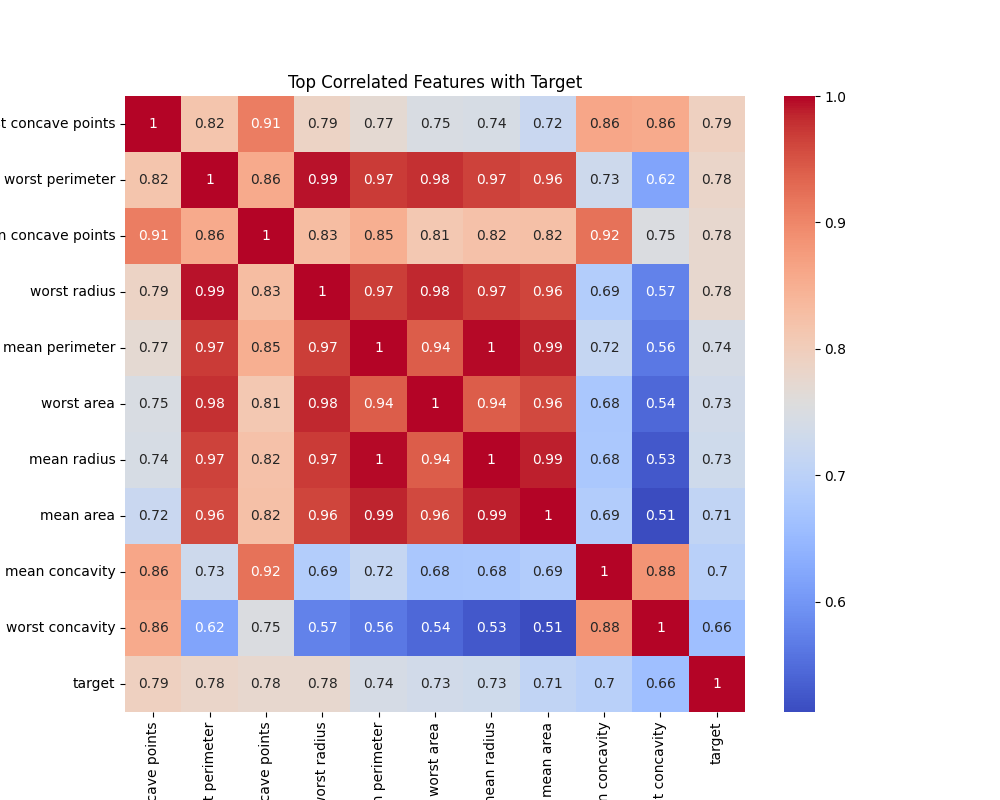 Top Correlated Features with Target
t concave points 1 0.82 0.91 0.79 0.77 0.75 0.74 0.72 0.86 0.86 0.79
worst perimeter 0.82 1 0.86 0.99 0.97 0.98 0.97 0.96 0.73 0.62 0.78
n concave points 0.91 0.86 1 0.83 0.85 0.81 0.82 0.82 0.92 0.75 0.78
worst radius 0.79 0.99 0.83 1 0.97 0.98 0.97 0.96 0.69 0.57 0.78
mean perimeter 0.77 0.97 0.85 0.97 1 0.94 1 0.99 0.72 0.56 0.74
worst area 0.75 0.98 0.81 0.98 0.94 1 0.94 0.96 0.68 0.54 0.73
mean radius 0.74 0.97 0.82 0.97 1 0.94 1 0.99 0.68 0.53 0.73
mean area 0.72 0.96 0.82 0.96 0.99 0.96 0.99 1 0.69 0.51 0.71
mean concavity 0.86 0.73 0.92 0.69 0.72 0.68 0.68 0.69 1 0.88 0.7
worst concavity 0.86 0.62 0.75 0.57 0.56 0.54 0.53 0.51 0.88 1 0.66
target 0.79 0.78 0.78 0.78 0.74 0.73 0.73 0.71 0.7 0.66 1
cave points
t perimeter
cave points
worst radius
n perimeter
worst area
mean radius
mean area
n concavity
t concavity
target
1.0
0.9
0.8
0.7
0.6